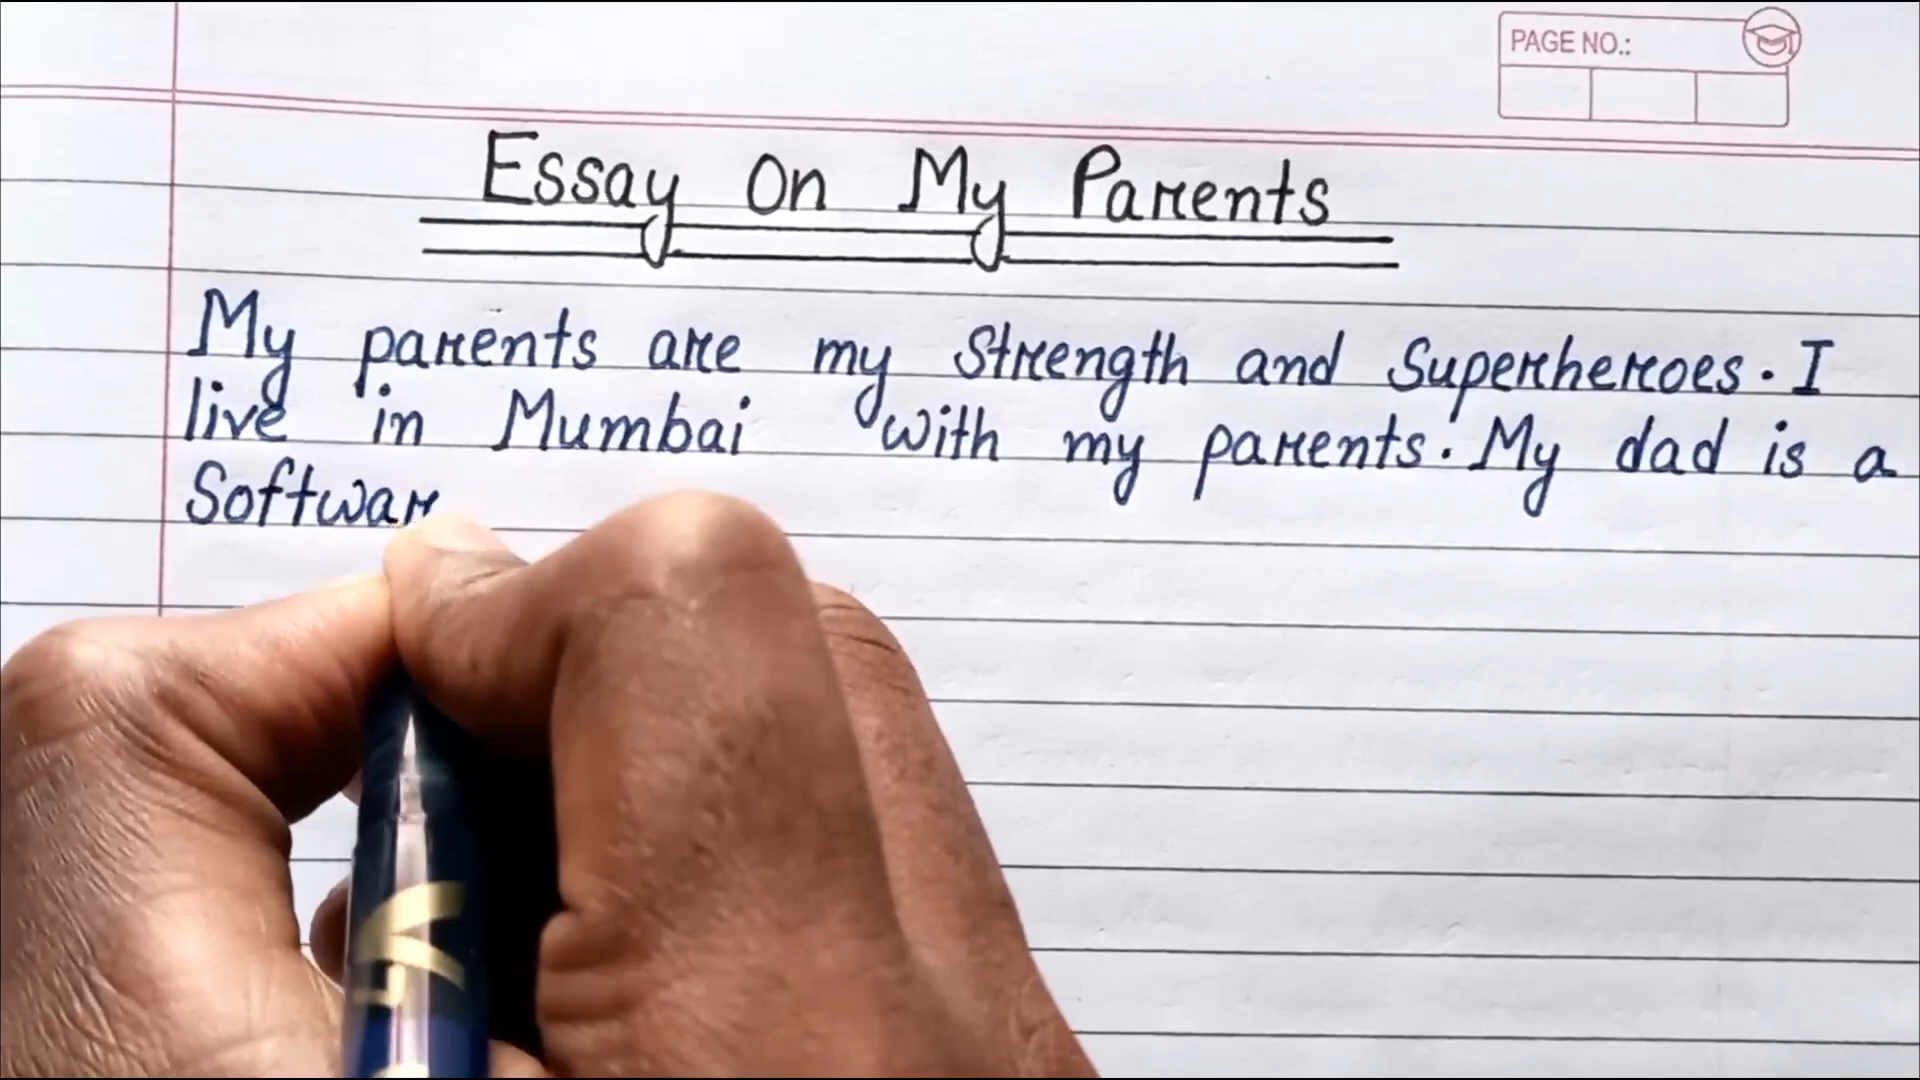 PAGE NO.:
Essay On My Parents
My parents are my Strength and Superheroes. I
live in Mumbai with my parents. My dad is a
Softwar